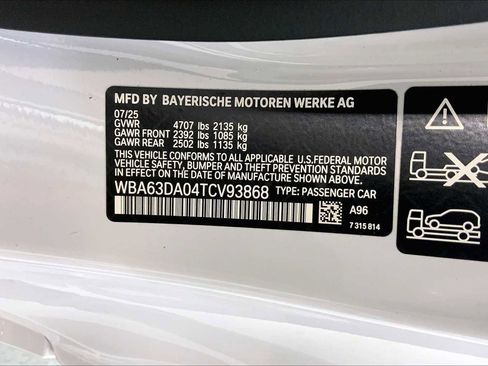 MFD BY BAYERISCHE MOTOREN WERKE AG
07/25
GVWR 4707 lbs 2135 kg
GAWR FRONT 2392 lbs 1085 kg
GAWR REAR 2502 lbs 1135 kg
THIS VEHICLE CONFORMS TO ALL APPLICABLE U.S.FEDERAL MOTOR
VEHICLE SAFETY, BUMPER AND THEFT PREVENTION STANDARDS
IN EFFECT ON THE DATE OF MANUFACTURE SHOWN ABOVE.
WBA63DA04TCV93868 TYPE: PASSENGER CAR
A96
7 315 814